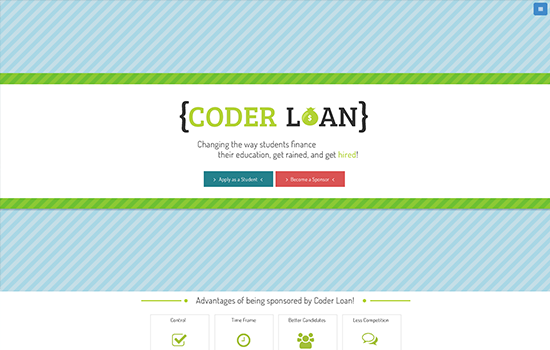 {CODER LOAN}
Changing the way students finance
their education, get rained, and get hired!
> Apply as a Student <
> Become a Sponsor <
Advantages of being sponsored by Coder Loan!
Control
Time Frame
Better Candidates
Less Competition